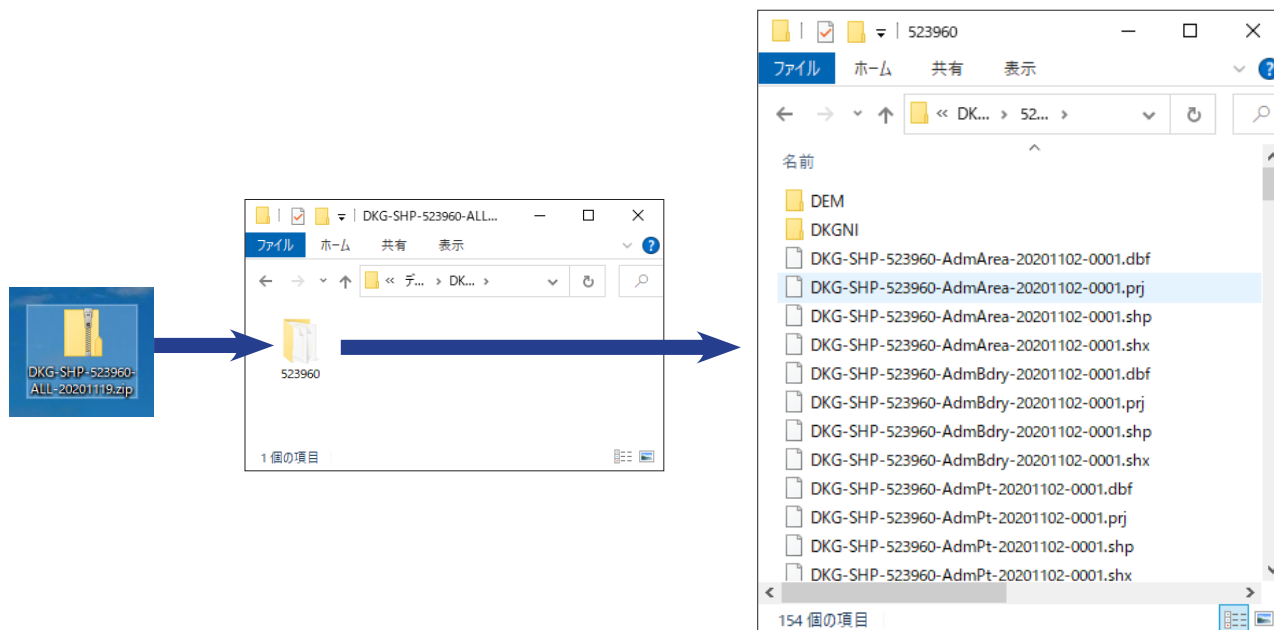 DKG-SHP-523960-
ALL-20201119.zip
DKG-SHP-523960-ALL...
ファイル ホーム 共有 表示
« デ... › DK... ›
523960
1 個の項目
523960
ファイル ホーム 共有 表示
« DK... › 52... ›
名前
DEM
DKGNI
DKG-SHP-523960-AdmArea-20201102-0001.dbf
DKG-SHP-523960-AdmArea-20201102-0001.prj
DKG-SHP-523960-AdmArea-20201102-0001.shp
DKG-SHP-523960-AdmArea-20201102-0001.shx
DKG-SHP-523960-AdmBdry-20201102-0001.dbf
DKG-SHP-523960-AdmBdry-20201102-0001.prj
DKG-SHP-523960-AdmBdry-20201102-0001.shp
DKG-SHP-523960-AdmBdry-20201102-0001.shx
DKG-SHP-523960-AdmPt-20201102-0001.dbf
DKG-SHP-523960-AdmPt-20201102-0001.prj
DKG-SHP-523960-AdmPt-20201102-0001.shp
DKG-SHP-523960-AdmPt-20201102-0001.shx
154 個の項目